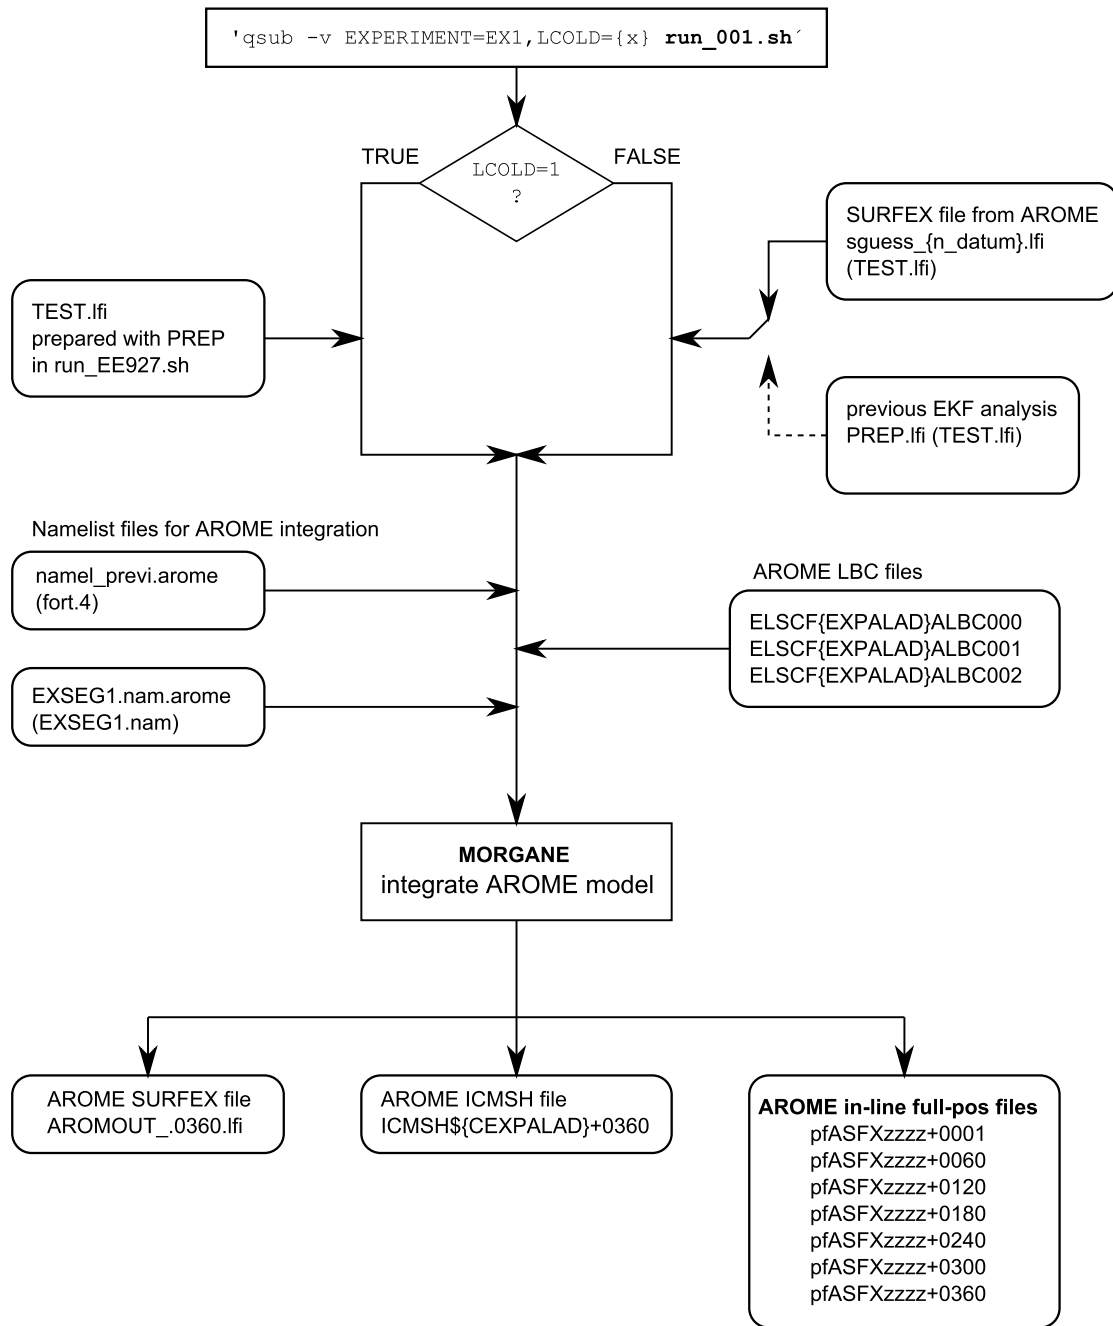 'qsub -v EXPERIMENT=EX1,LCOLD={x} run_001.sh´
TRUE
FALSE
LCOLD=1
?
SURFEX file from AROME
sguess_{n_datum}.lfi
(TEST.lfi)
TEST.lfi
prepared with PREP
in run_EE927.sh
previous EKF analysis
PREP.lfi (TEST.lfi)
Namelist files for AROME integration
namel_previ.arome
(fort.4)
AROME LBC files
ELSCF{EXPALAD}ALBC000
ELSCF{EXPALAD}ALBC001
ELSCF{EXPALAD}ALBC002
EXSEG1.nam.arome
(EXSEG1.nam)
MORGANE
integrate AROME model
AROME SURFEX file
AROMOUT_.0360.lfi
AROME ICMSH file
ICMSH${CEXPALAD}+0360
AROME in-line full-pos files
pfASFXzzzz+0001
pfASFXzzzz+0060
pfASFXzzzz+0120
pfASFXzzzz+0180
pfASFXzzzz+0240
pfASFXzzzz+0300
pfASFXzzzz+0360